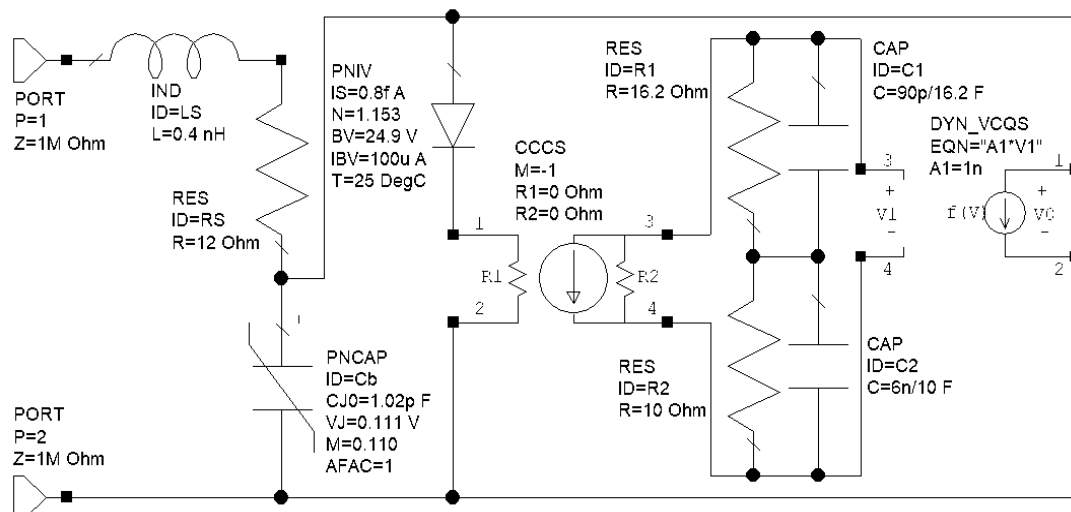 PORT
P=1
Z=1M Ohm
IND
ID=LS
L=0.4 nH
RES
ID=RS
R=12 Ohm
PORT
P=2
Z=1M Ohm
PNCAP
ID=Cb
CJ0=1.02p F
VJ=0.111 V
M=0.110
AFAC=1
PNIV
IS=0.8f A
N=1.153
BV=24.9 V
IBV=100u A
T=25 DegC
CCCS
M=-1
R1=0 Ohm
R2=0 Ohm
1
2
R1
R2
3
4
RES
ID=R1
R=16.2 Ohm
RES
ID=R2
R=10 Ohm
CAP
ID=C1
C=90p/16.2 F
CAP
ID=C2
C=6n/10 F
DYN_VCQS
EQN="A1*V1"
A1=1n
3
+
V1
-
4
f(V)
1
+
V0
-
2